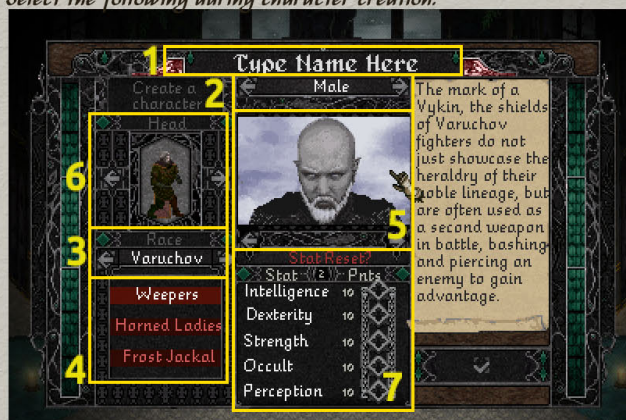 select the following during character creation.
1
Type Name Here
Create a
character
2
Male
Head
6
5
3
Race
Varuchov
Weepers
Horned Ladies
Frost Jackal
4
Stat Reset?
Stat 2 Pnts
Intelligence 10
Dexterity 10
Strength 10
Occult 10
Perception 10
7
The mark of a
Vykin, the shields
of Varuchov
fighters do not
just showcase the
heraldry of their
noble lineage, but
are often used as
a second weapon
in battle, bashing
and piercing an
enemy to gain
advantage.